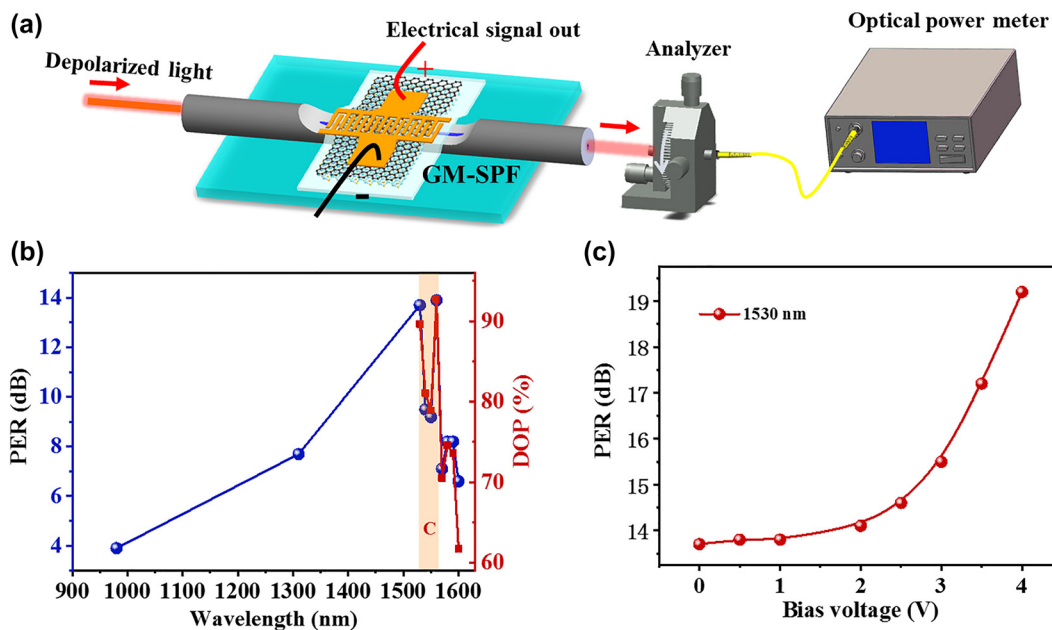 (a)
Optical power meter
Electrical signal out
Analyzer
Depolarized light
+
GM-SPF
-
(b)
PER (dB)
14
12
10
8
6
4
90
80
70
60
DOP (%)
C
900 1000 1100 1200 1300 1400 1500 1600
Wavelength (nm)
(c)
PER (dB)
19
18
17
16
15
14
1530 nm
0 1 2 3 4
Bias voltage (V)